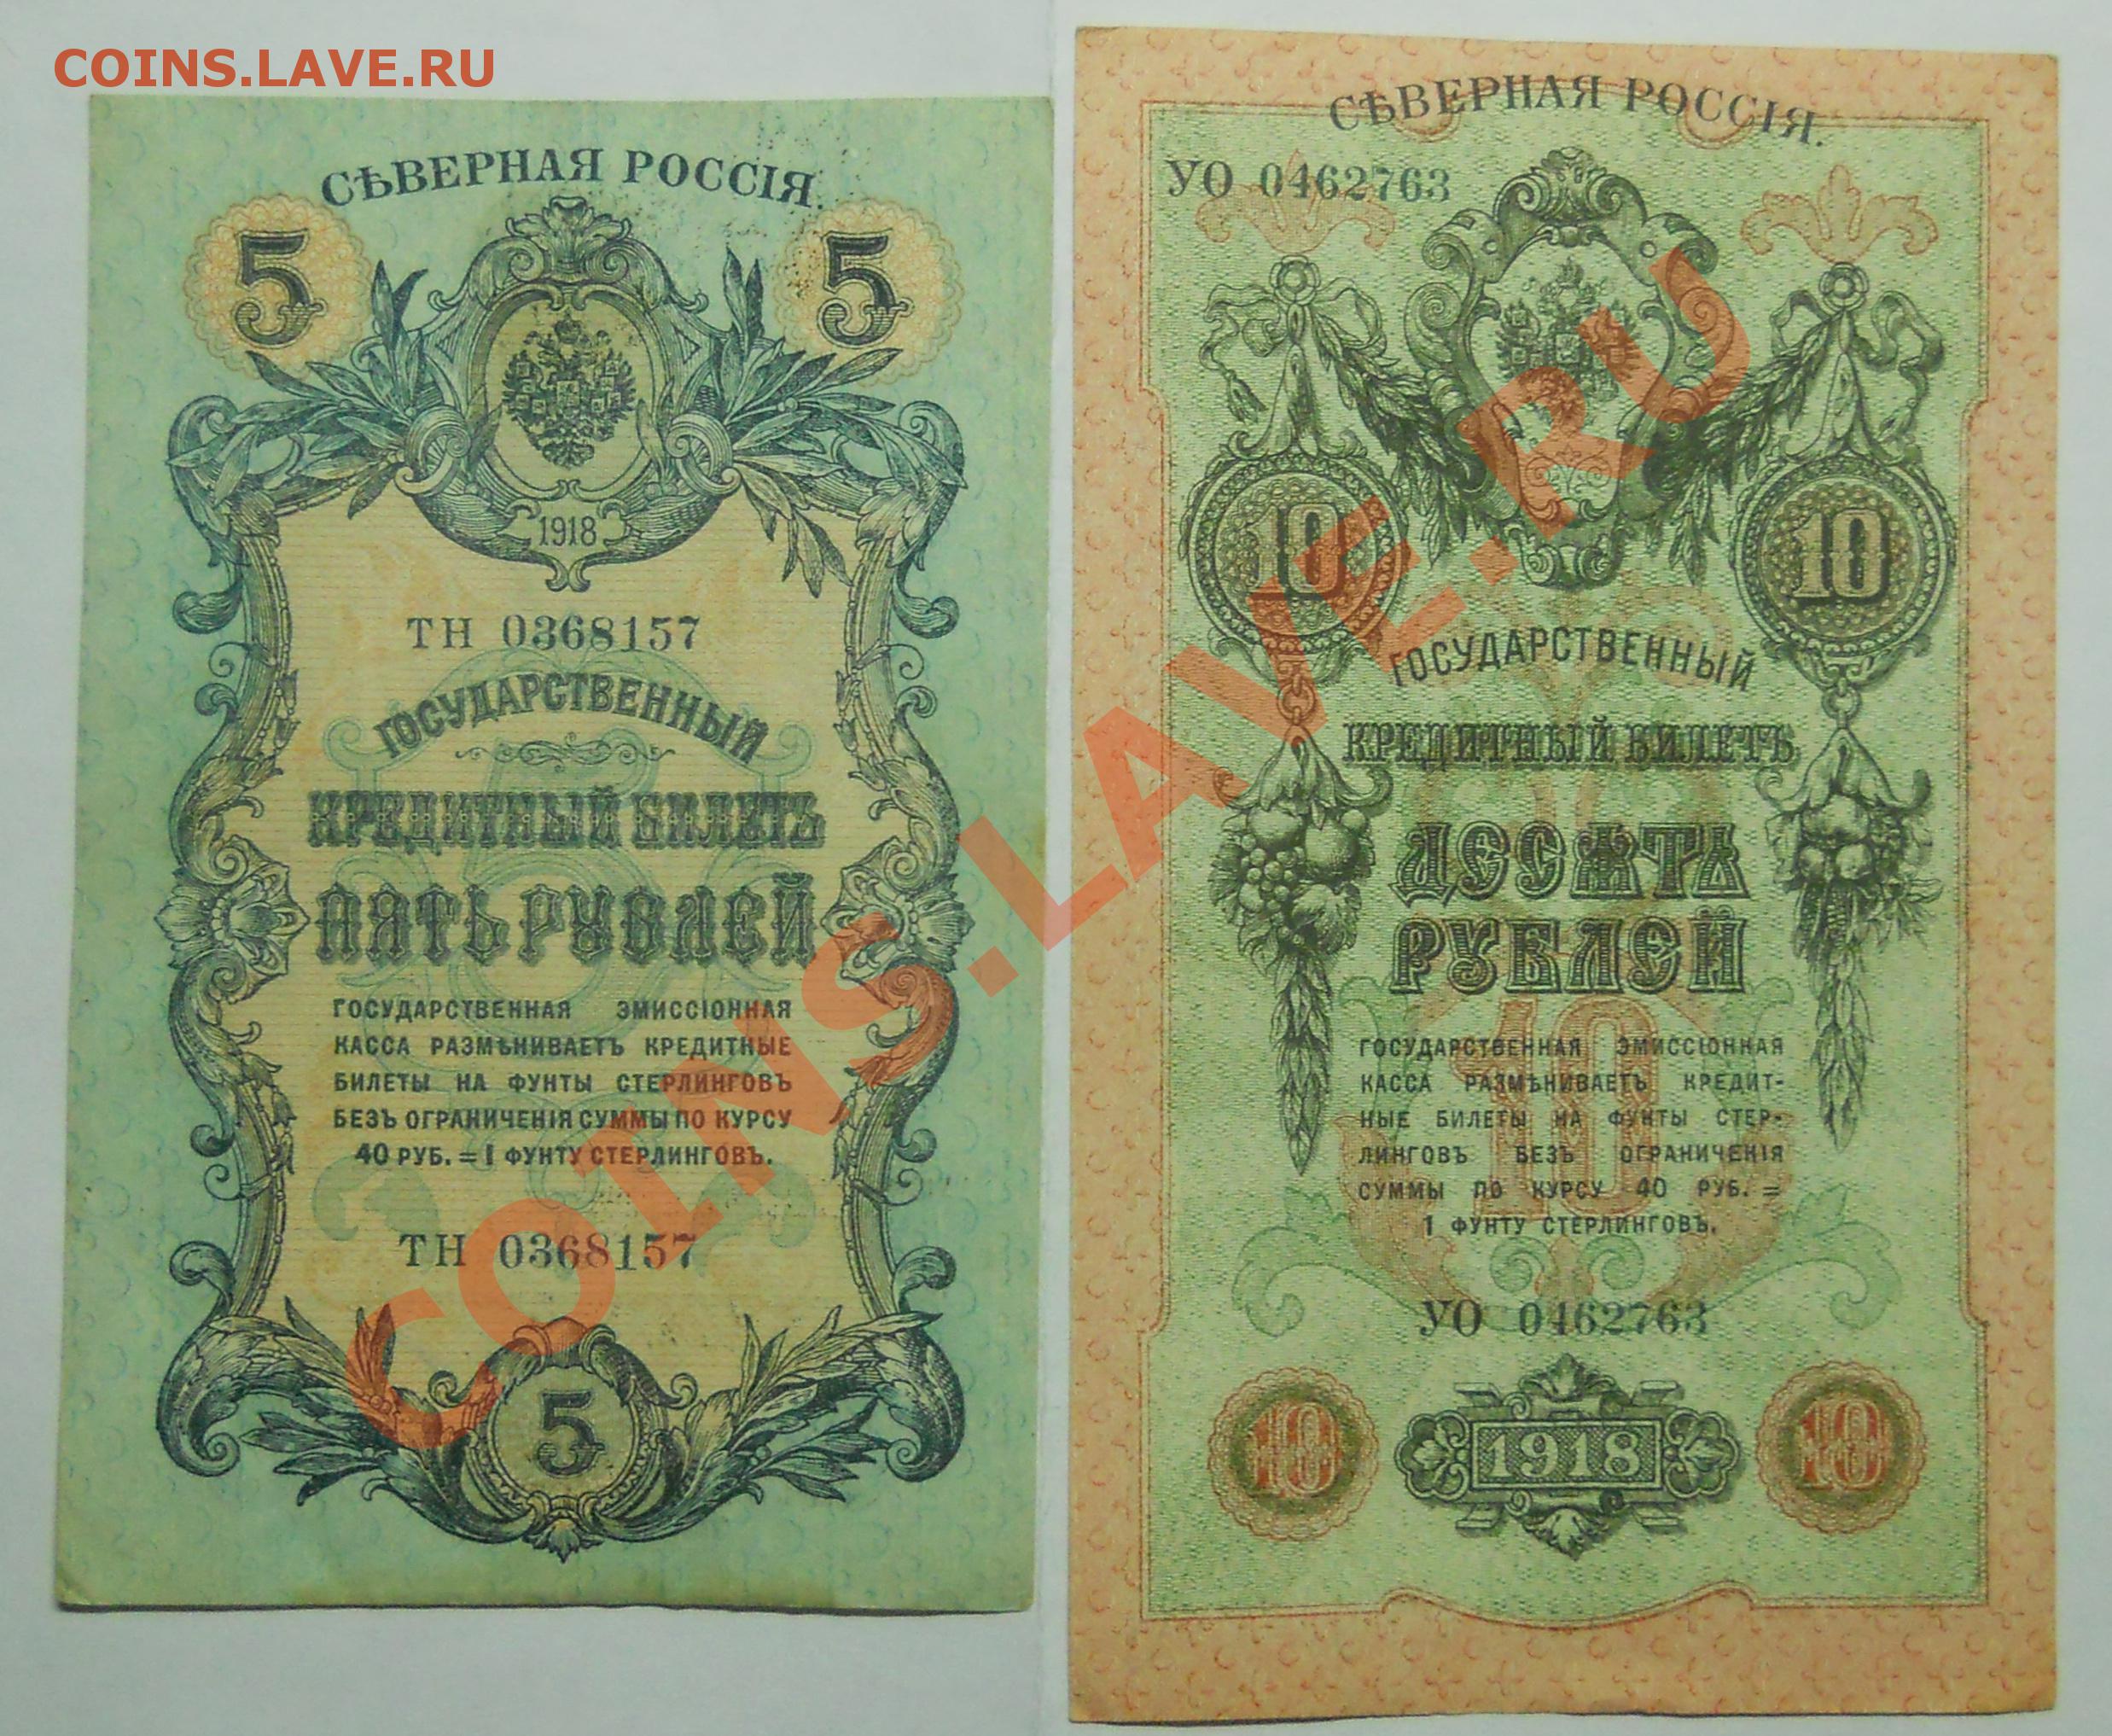 COINS.LAVE.RU
СѢВЕРНАЯ РОССІЯ.
5 5
1918
ТН 0368157
ГОСУДАРСТВЕННЫЙ
КРЕДИТНЫЙ БИЛЕТЪ
ПЯТЬ РУБЛЕЙ
ГОСУДАРСТВЕННАЯ ЭМИССІОННАЯ
КАССА РАЗМѢНИВАЕТЪ КРЕДИТНЫЕ
БИЛЕТЫ НА ФУНТЫ СТЕРЛИНГОВЪ
БЕЗЪ ОГРАНИЧЕНІЯ СУММЫ ПО КУРСУ
40 РУБ. = 1 ФУНТУ СТЕРЛИНГОВЪ.
ТН 0368157
5
СѢВЕРНАЯ РОССІЯ.
УО 0462763
10 10
ГОСУДАРСТВЕННЫЙ
КРЕДИТНЫЙ БИЛЕТЪ
ДЕСЯТЬ
РУБЛЕЙ
10
ГОСУДАРСТВЕННАЯ ЭМИССІОННАЯ
КАССА РАЗМѢНИВАЕТЪ КРЕДИТ-
НЫЕ БИЛЕТЫ НА ФУНТЫ СТЕР-
ЛИНГОВЪ БЕЗЪ ОГРАНИЧЕНІЯ
СУММЫ ПО КУРСУ 40 РУБ. =
1 ФУНТУ СТЕРЛИНГОВЪ.
УО 0462763
10 1918 10
COINS.LAVE.RU